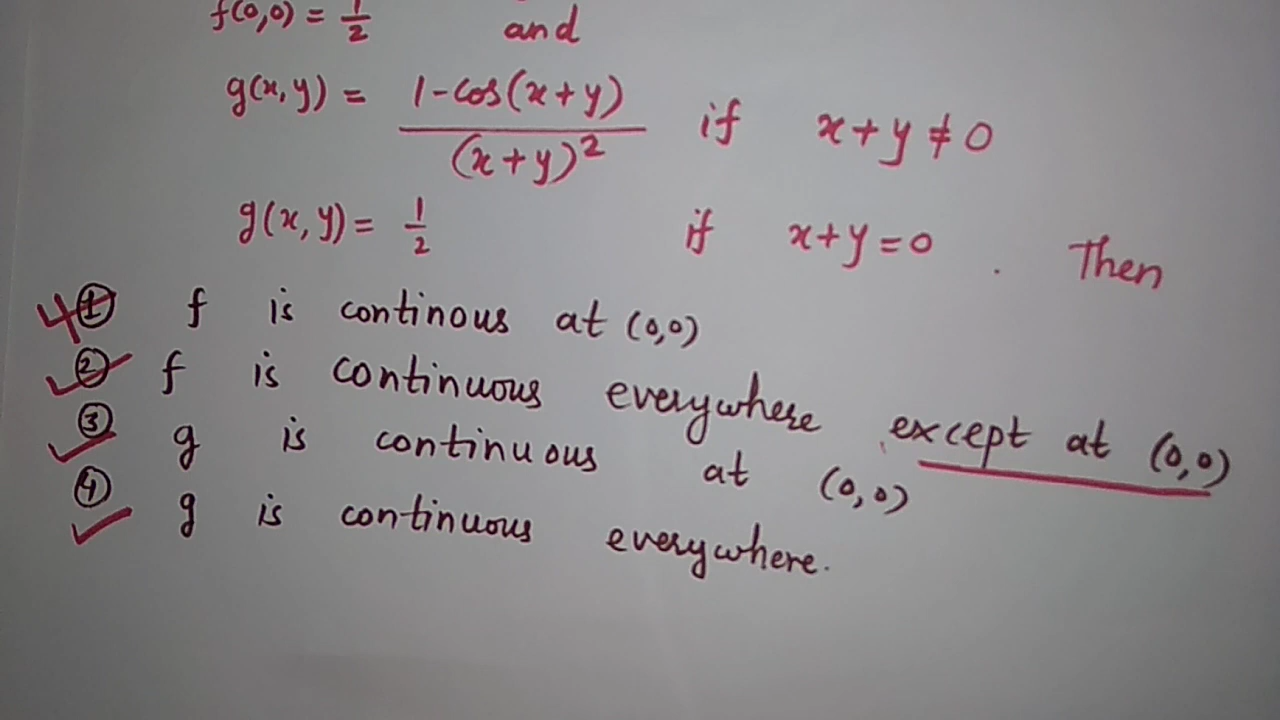 f(0,0) = 1/2 and
g(x,y) = 1-cos(x+y) / (x+y)² if x+y ≠ 0
g(x,y) = 1/2 if x+y=0 . Then
① f is continous at (0,0)
② f is continuous everywhere except at (0,0)
③ g is continuous at (0,0)
④ g is continuous everywhere.